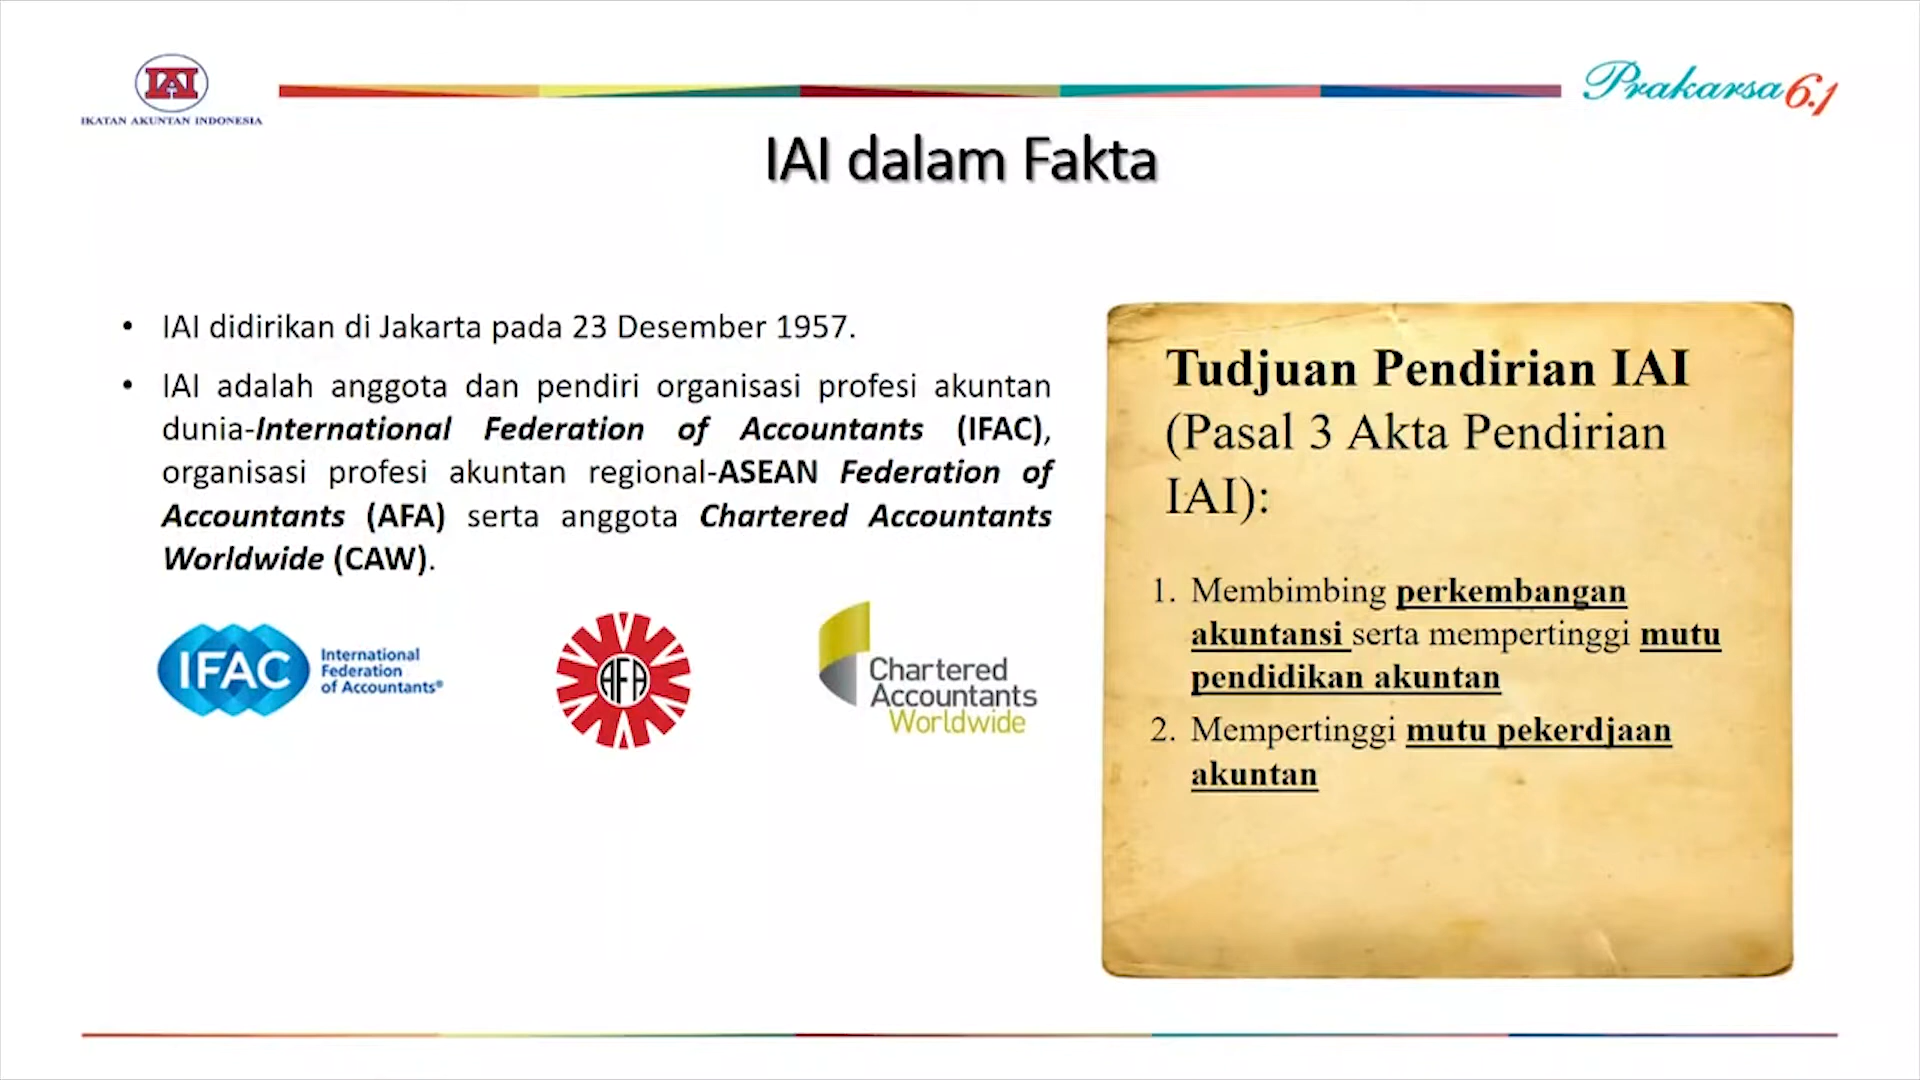 IAI
IKATAN AKUNTAN INDONESIA
Prakarsa 6.1
IAI dalam Fakta
• IAI didirikan di Jakarta pada 23 Desember 1957.
• IAI adalah anggota dan pendiri organisasi profesi akuntan
dunia-International Federation of Accountants (IFAC),
organisasi profesi akuntan regional-ASEAN Federation of
Accountants (AFA) serta anggota Chartered Accountants
Worldwide (CAW).
IFAC
International
Federation
of Accountants®
AFA
Chartered
Accountants
Worldwide
Tudjuan Pendirian IAI
(Pasal 3 Akta Pendirian
IAI):
1. Membimbing perkembangan
akuntansi serta mempertinggi mutu
pendidikan akuntan
2. Mempertinggi mutu pekerdjaan
akuntan